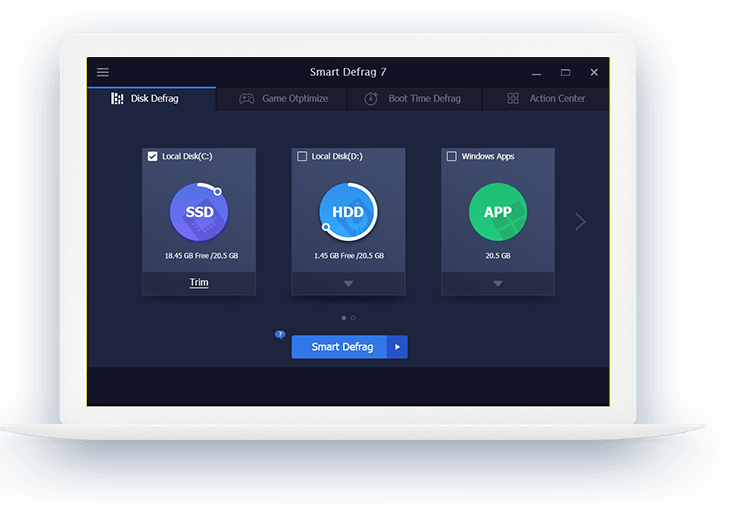 Smart Defrag 7
Disk Defrag
Game Otptimize
Boot Time Defrag
Action Center
Local Disk(C:)
Local Disk(D:)
Windows Apps
SSD
HDD
APP
18.45 GB Free /20.5 GB
1.45 GB Free /20.5 GB
20.5 GB
Trim
7
Smart Defrag